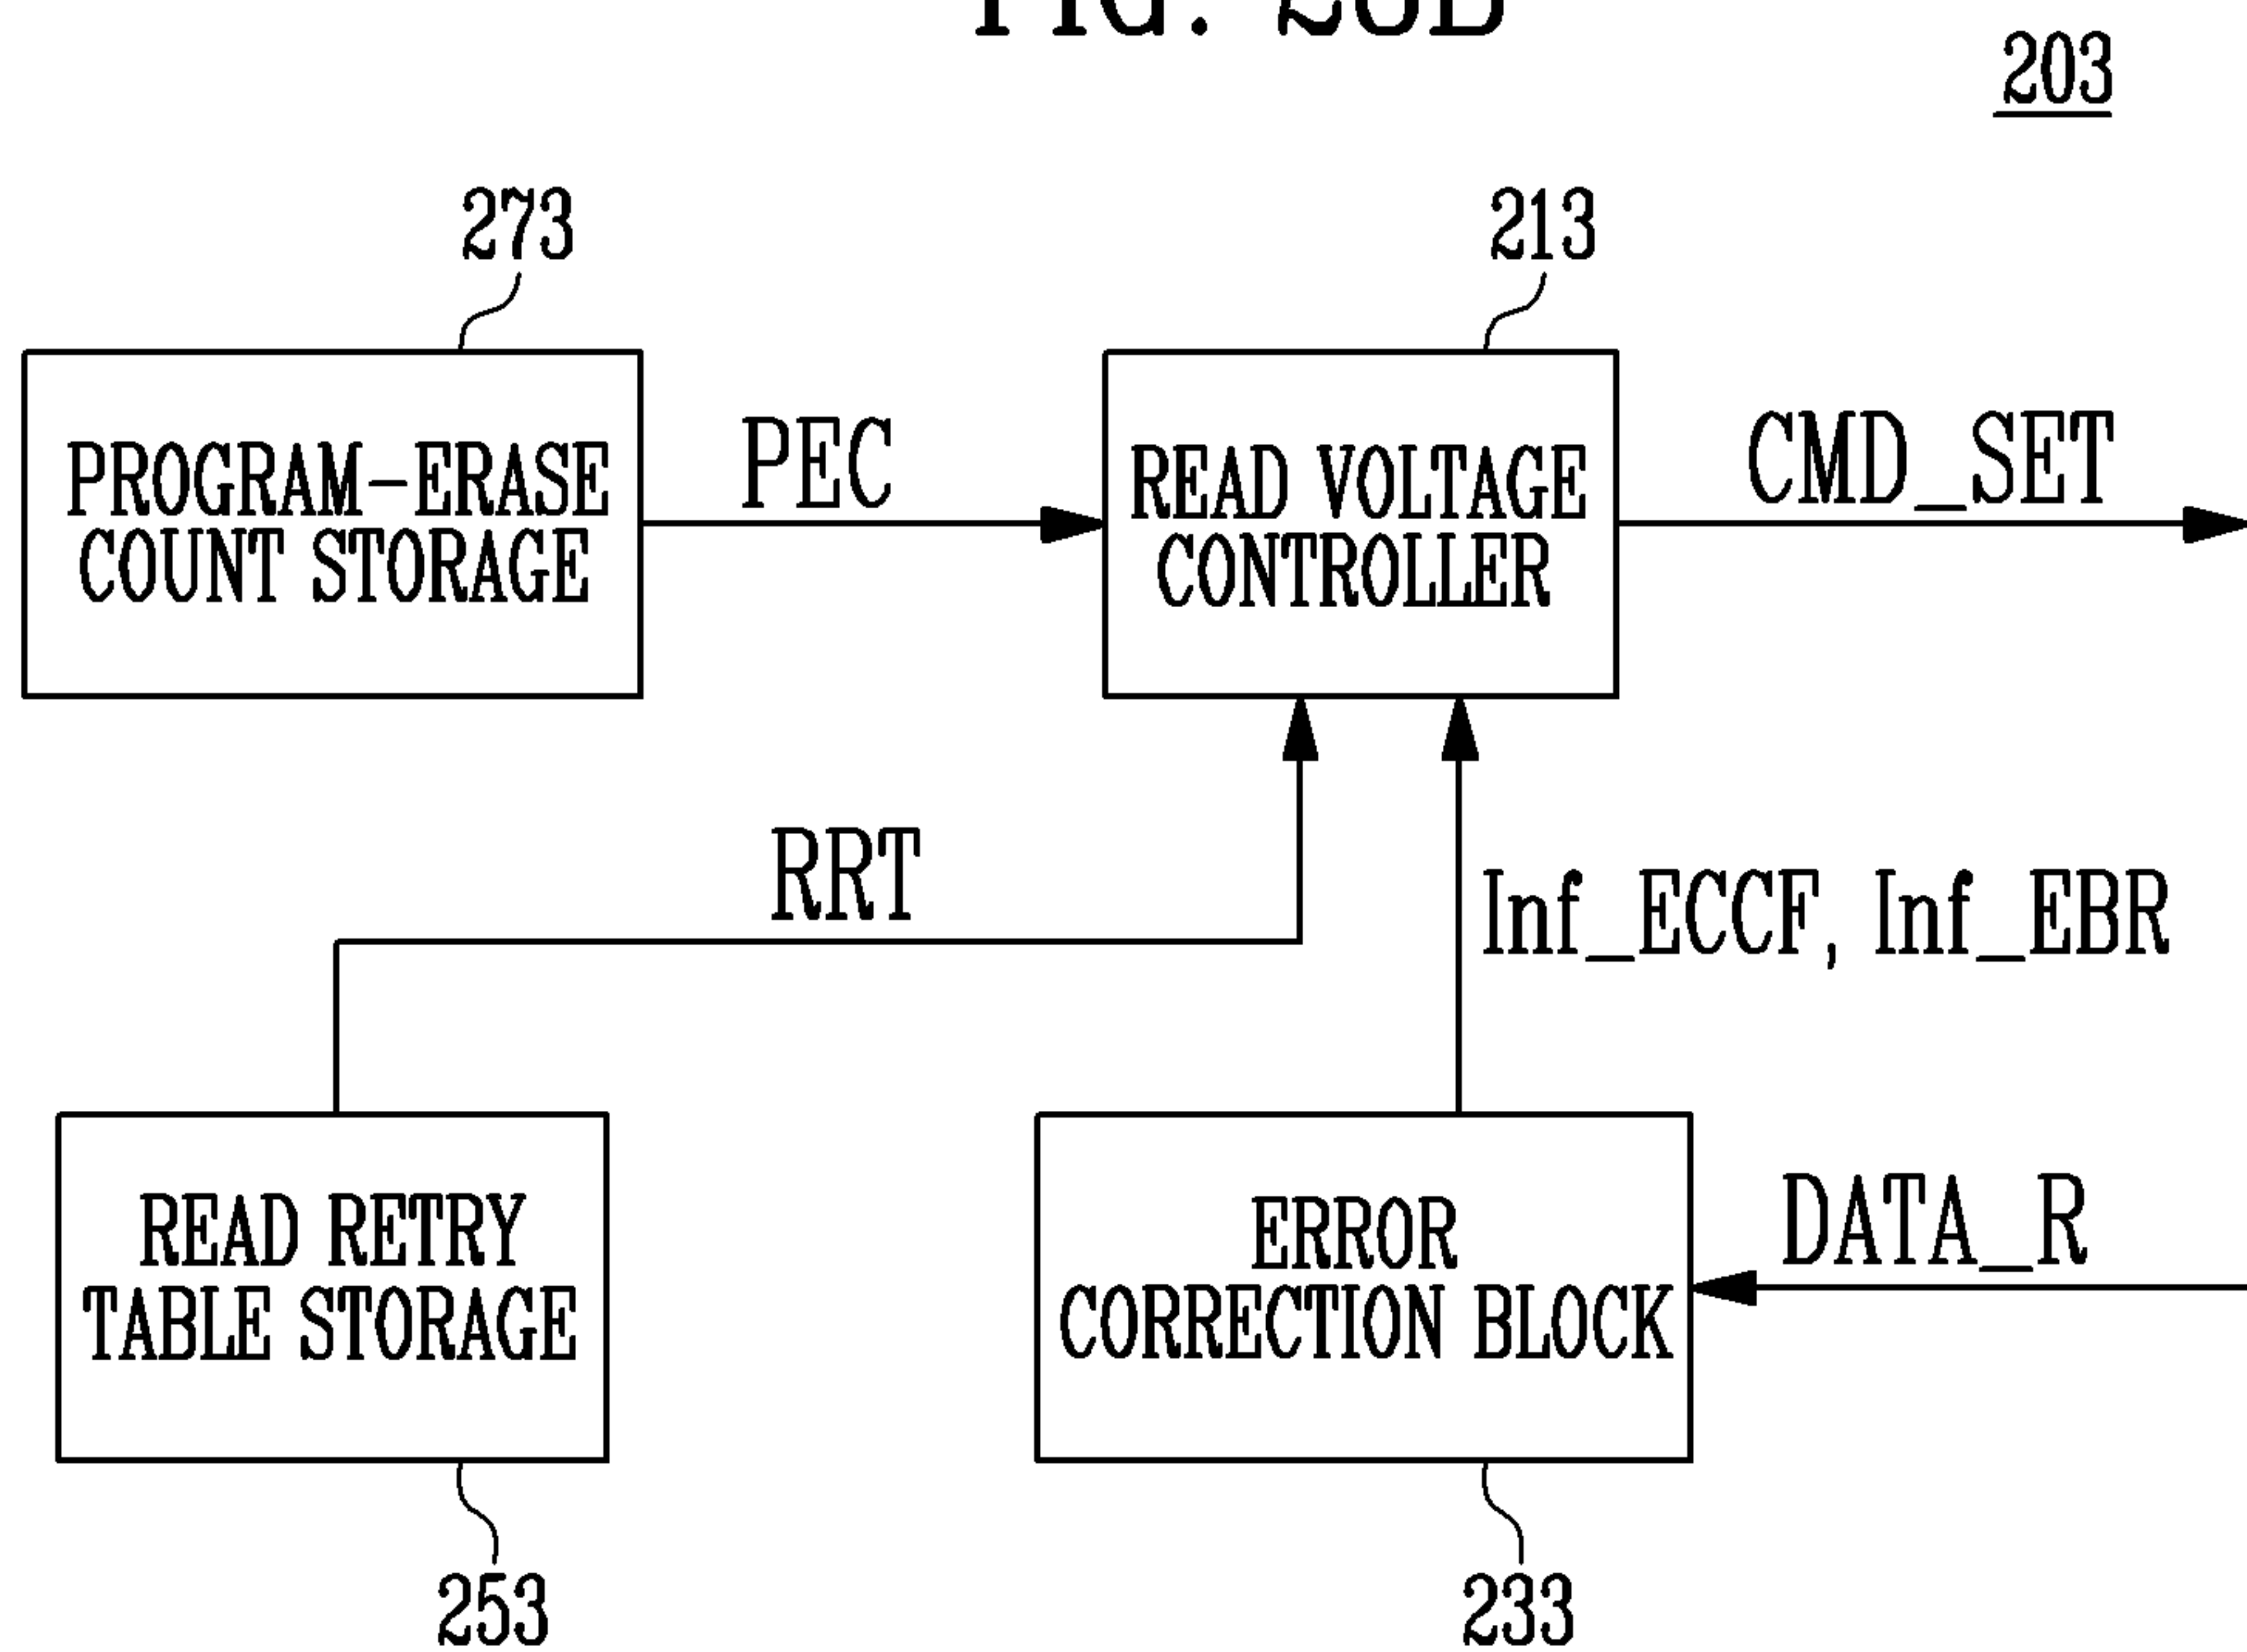 FIG.
203
273
213
PROGRAM-ERASE
COUNT STORAGE
PEC
READ VOLTAGE
CONTROLLER
CMD_SET
RRT
Inf_ECCF, Inf_EBR
READ RETRY
TABLE STORAGE
ERROR
CORRECTION BLOCK
DATA_R
253
233